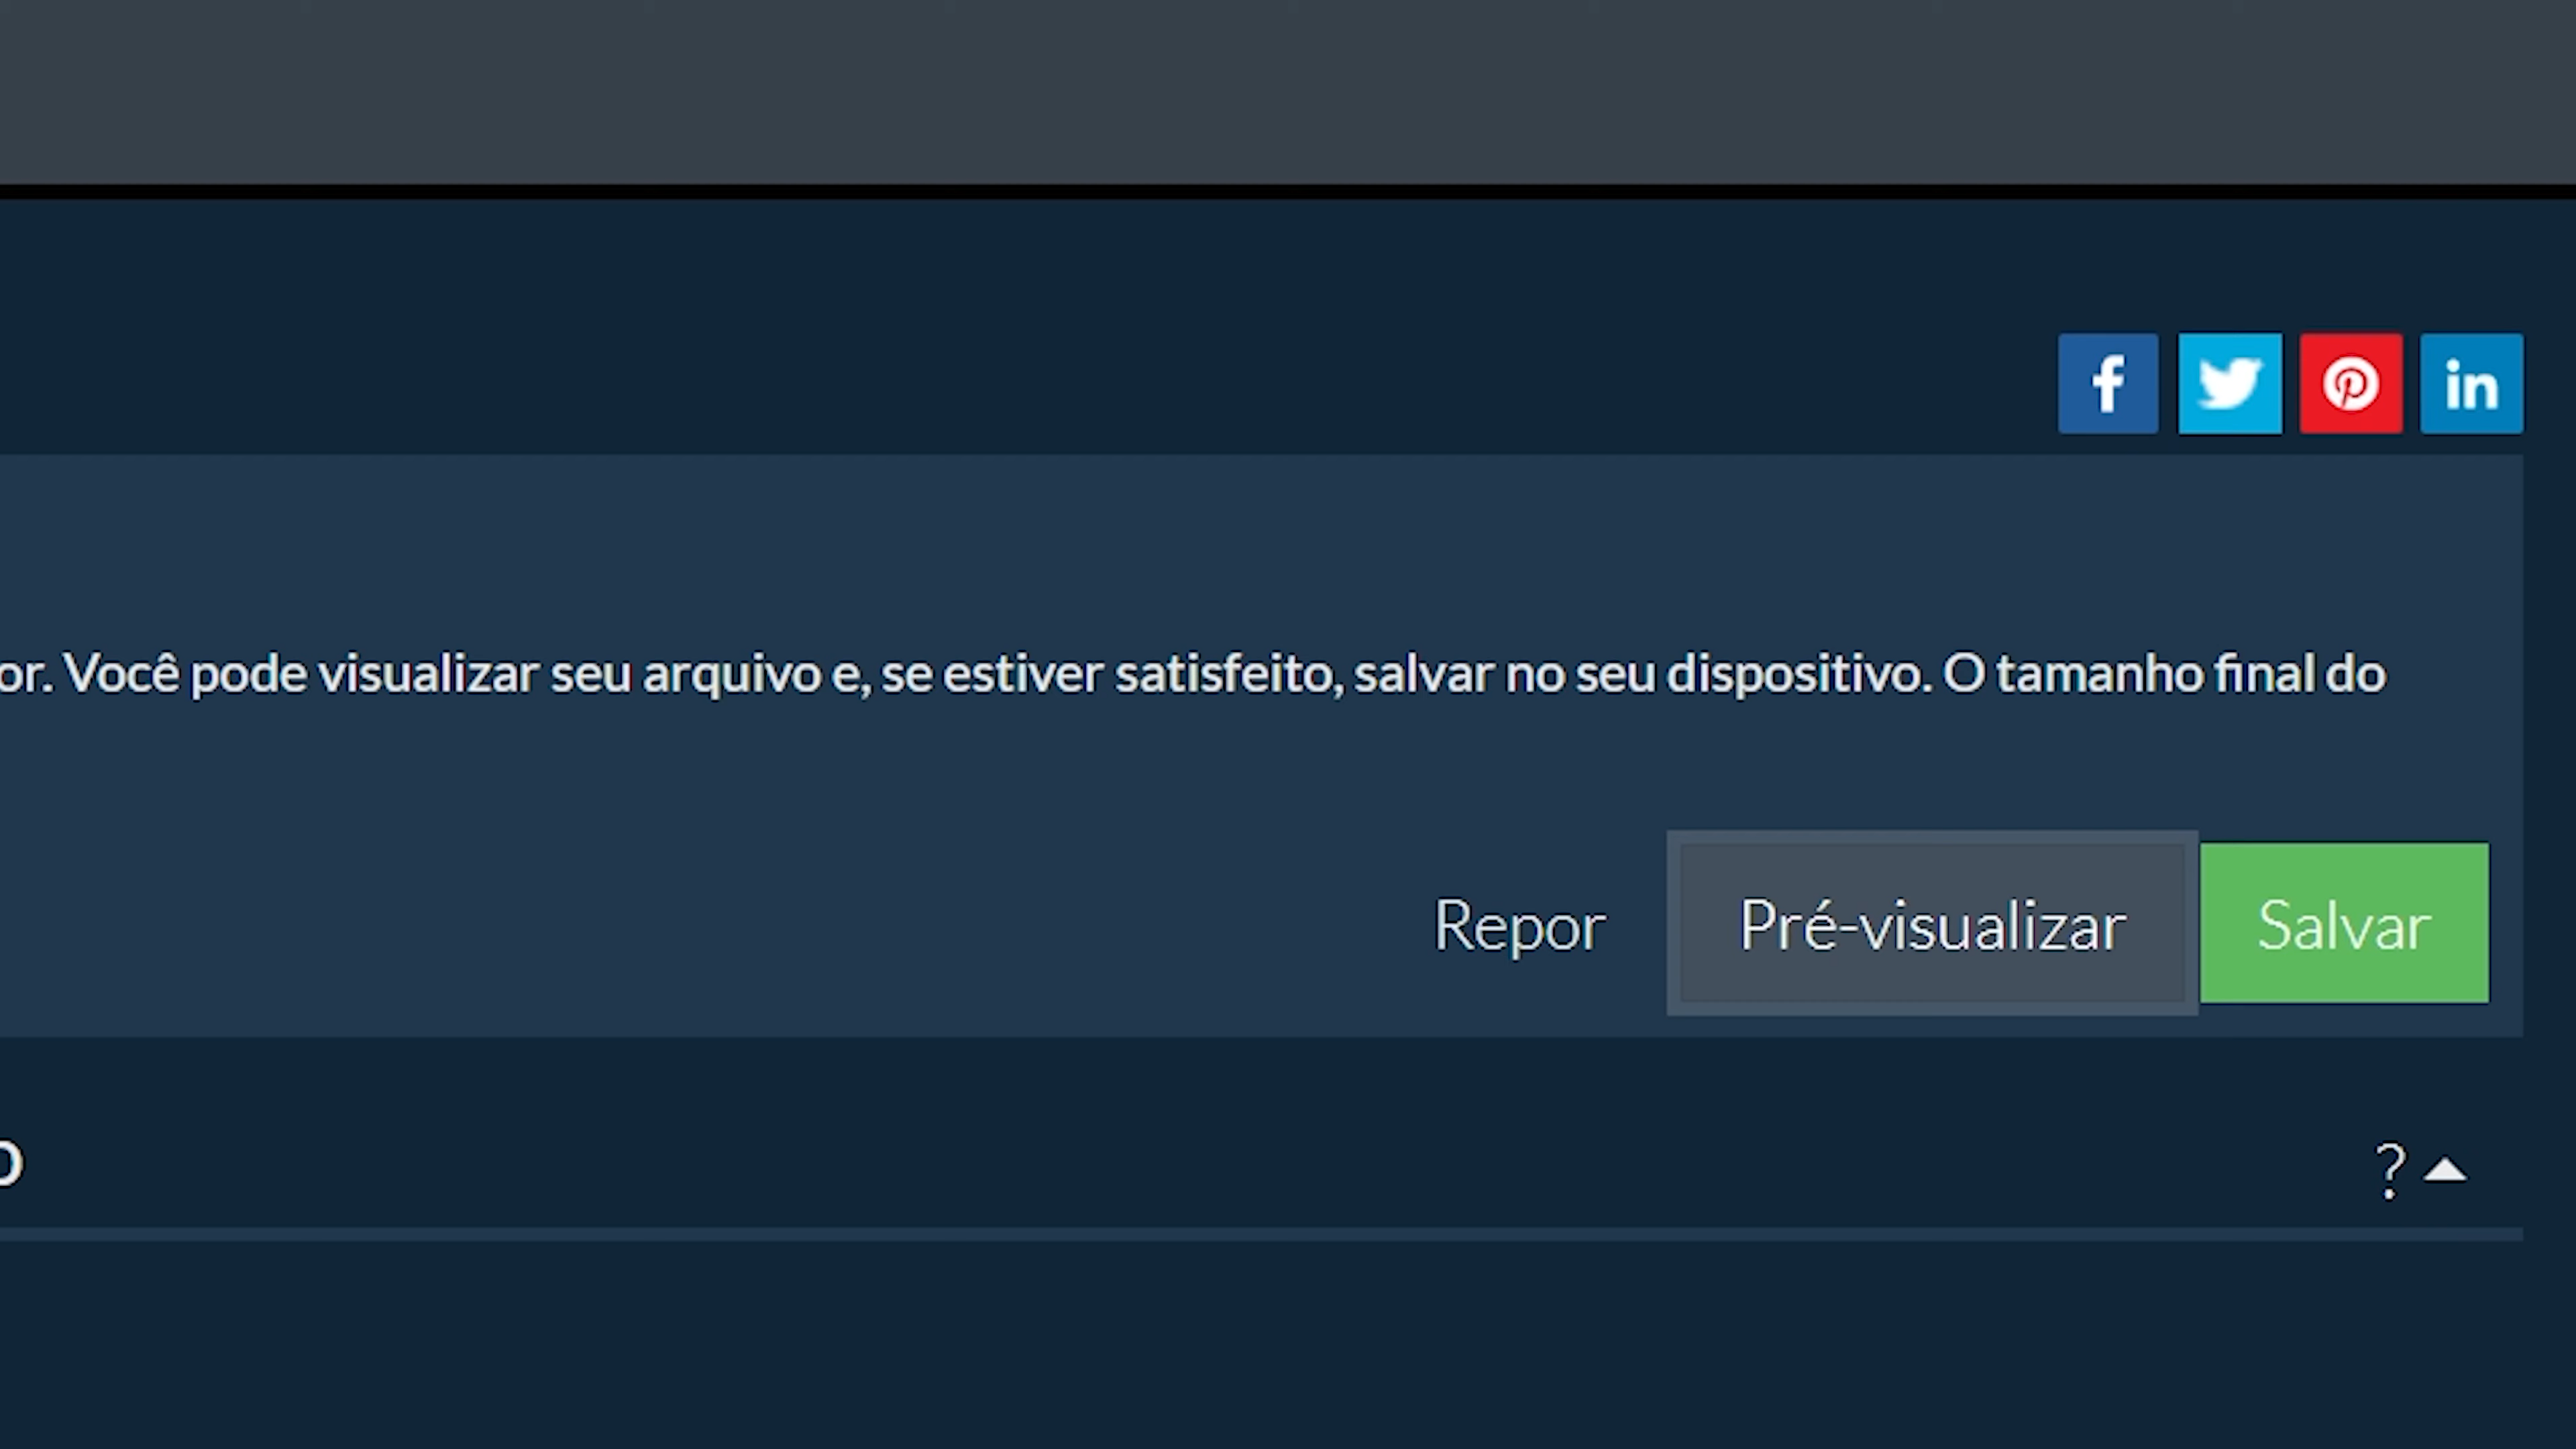 or. Você pode visualizar seu arquivo e, se estiver satisfeito, salvar no seu dispositivo. O tamanho final do
Repor Pré-visualizar Salvar
?